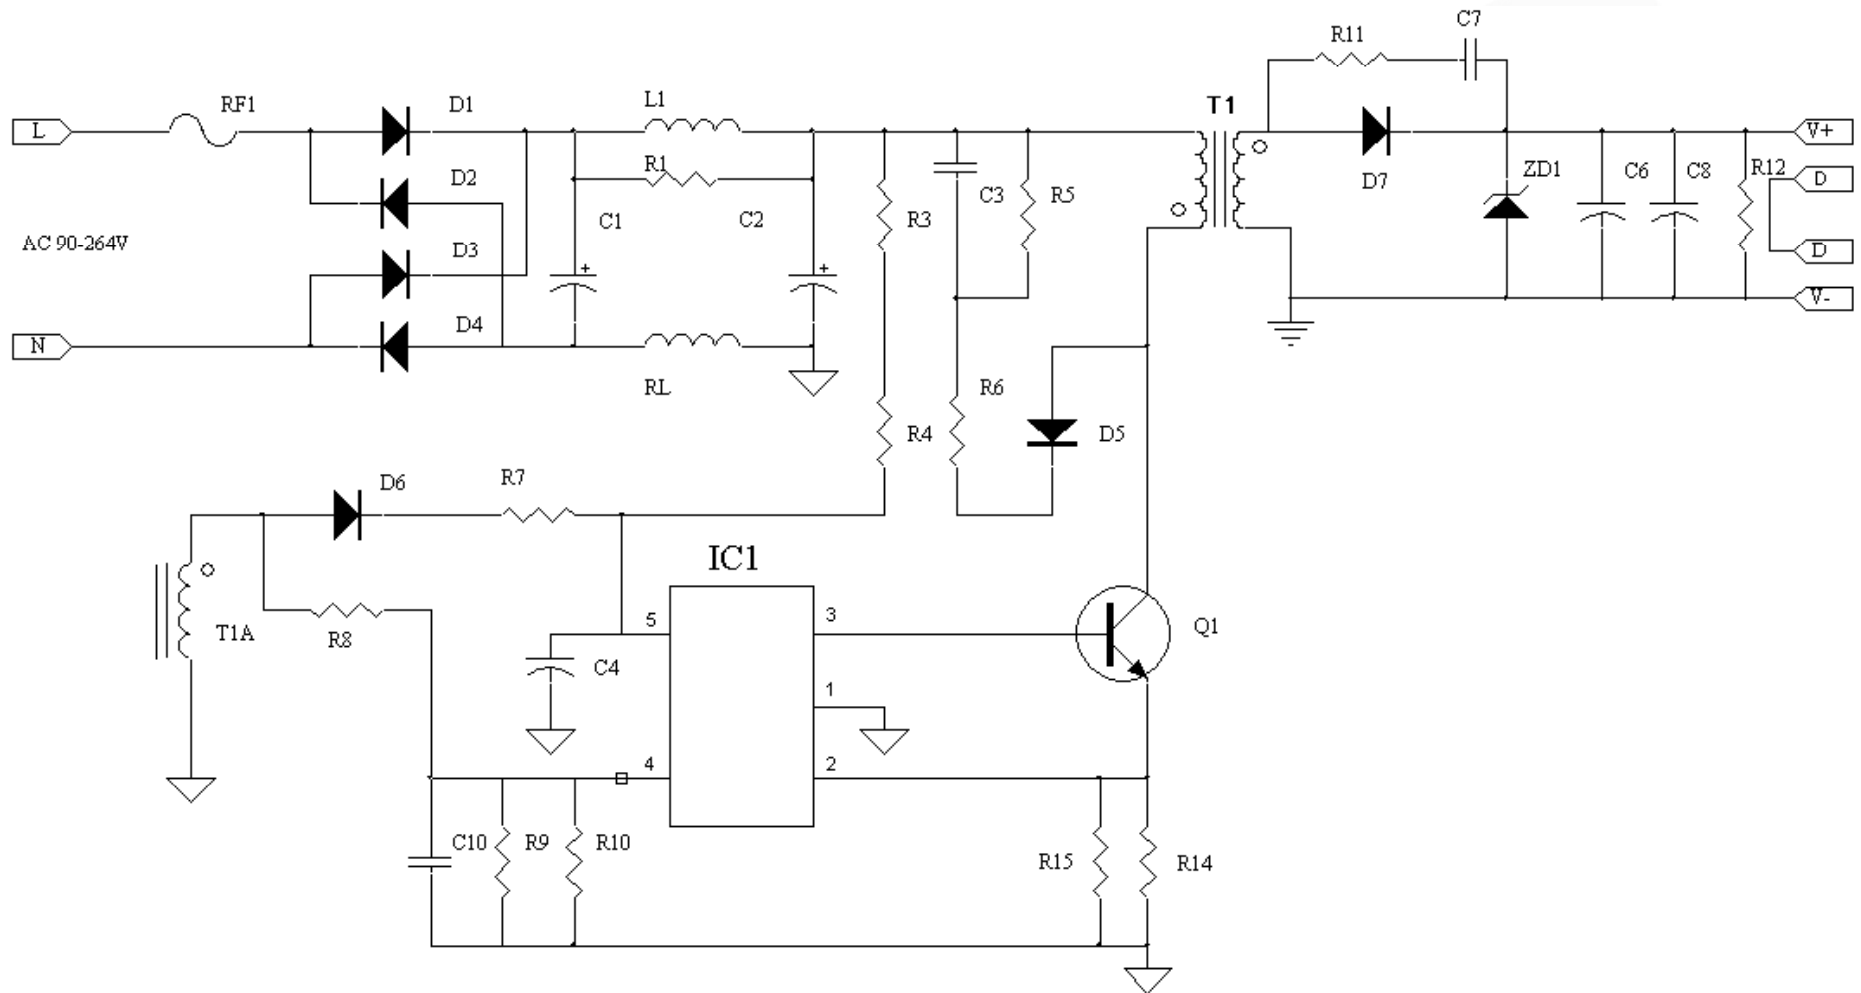 C7
R11
RF1
D1
L1
T1
L
V+
R1
D2
D7
ZD1
C6
C8
R12
D
C3
R5
C1
C2
R3
AC 90-264V
D3
D
V-
D4
N
RL
R6
R4
D5
D6
R7
IC1
5
3
Q1
T1A
R8
C4
1
4
2
C10
R9
R10
R15
R14